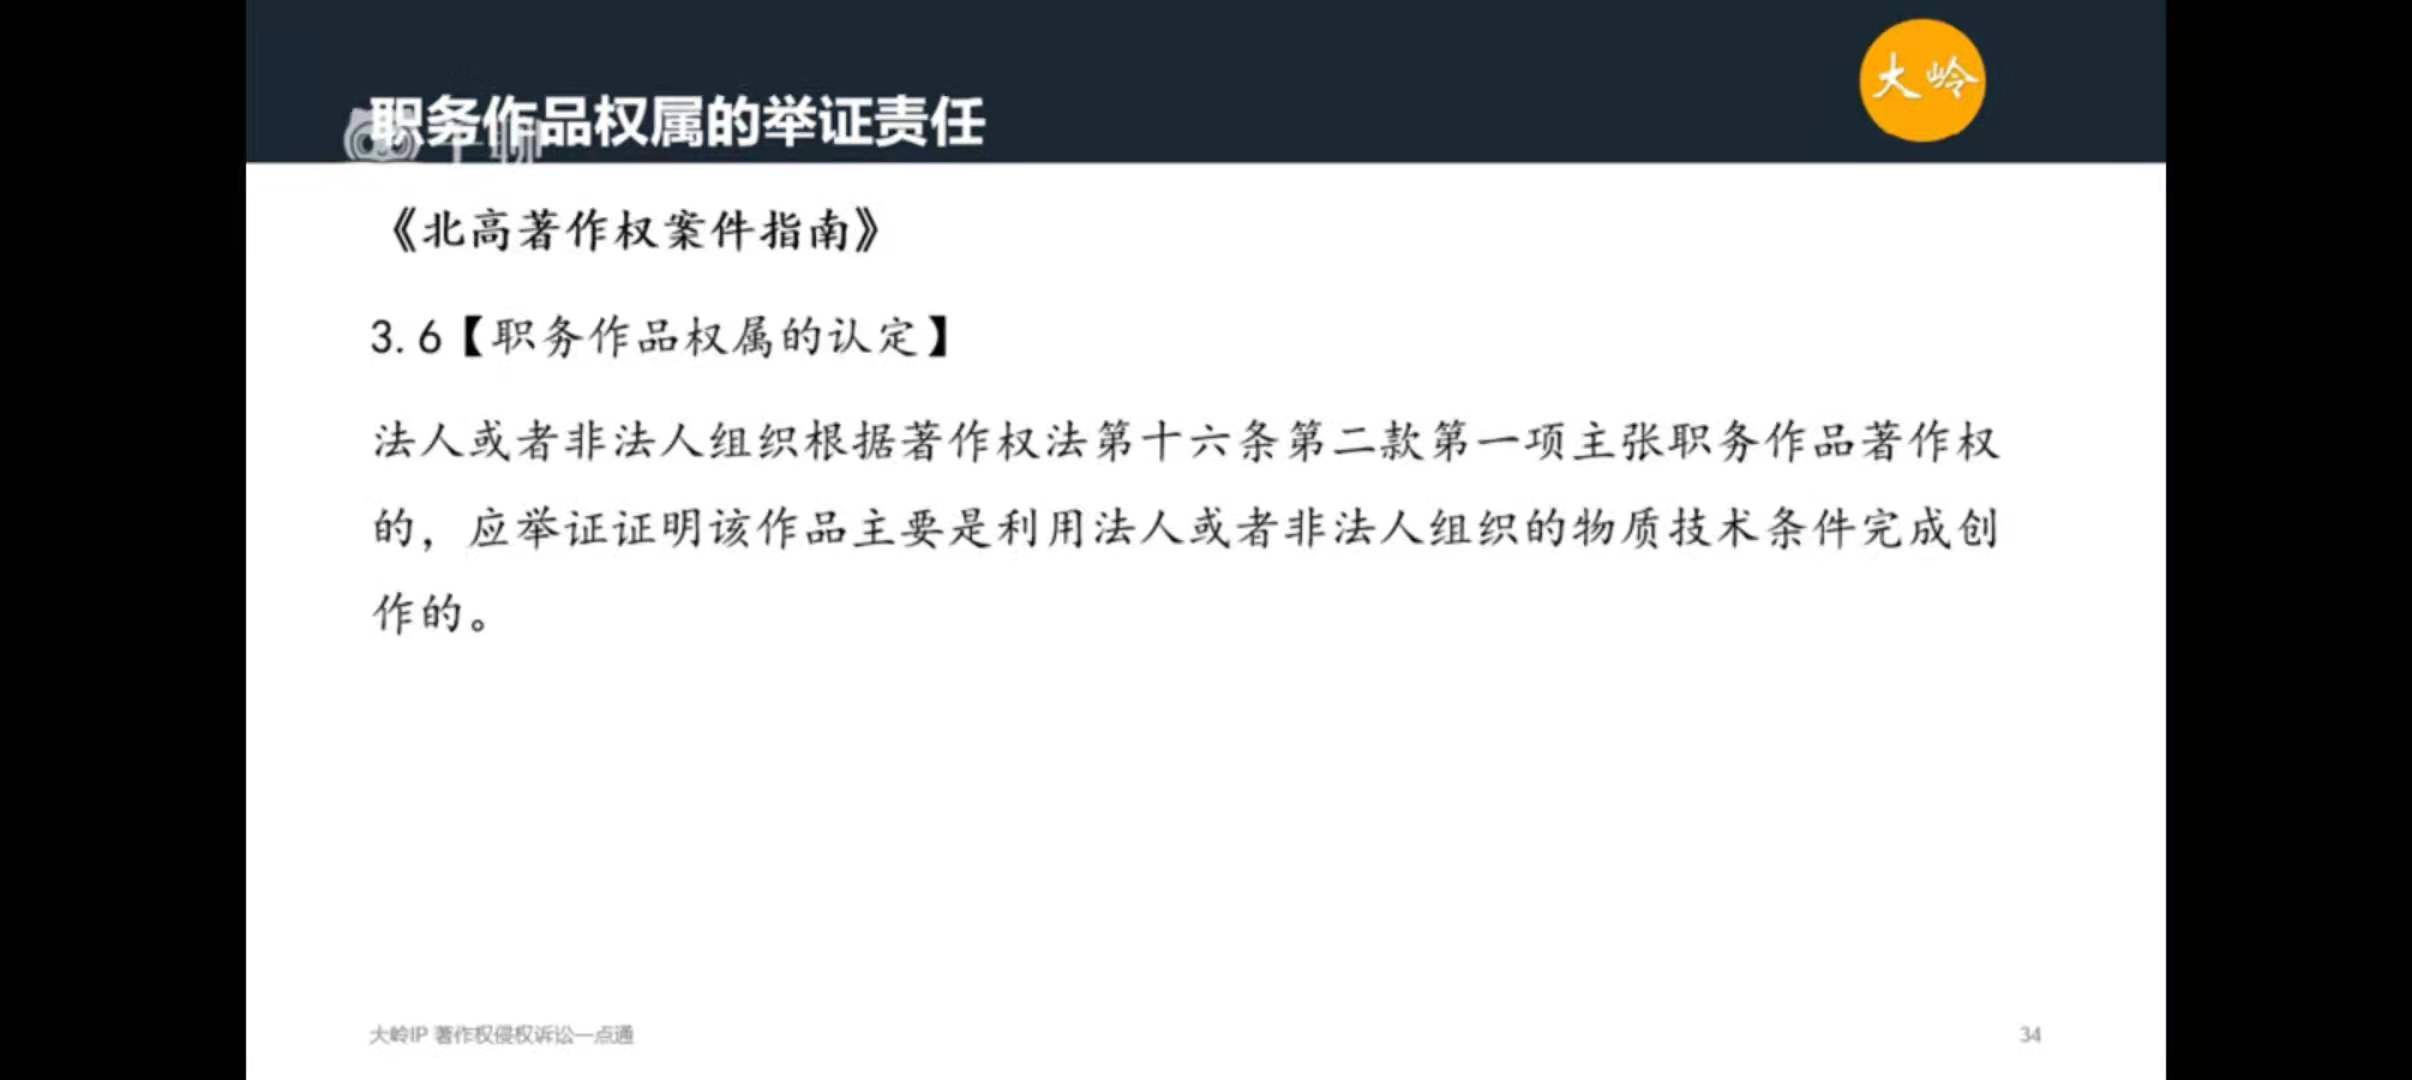 大岭
职务作品权属的举证责任
千聊
《北高著作权案件指南》
3.6【职务作品权属的认定】
法人或者非法人组织根据著作权法第十六条第二款第一项主张职务作品著作权
的，应举证证明该作品主要是利用法人或者非法人组织的物质技术条件完成创
作的。
大岭IP 著作权侵权诉讼一点通
34